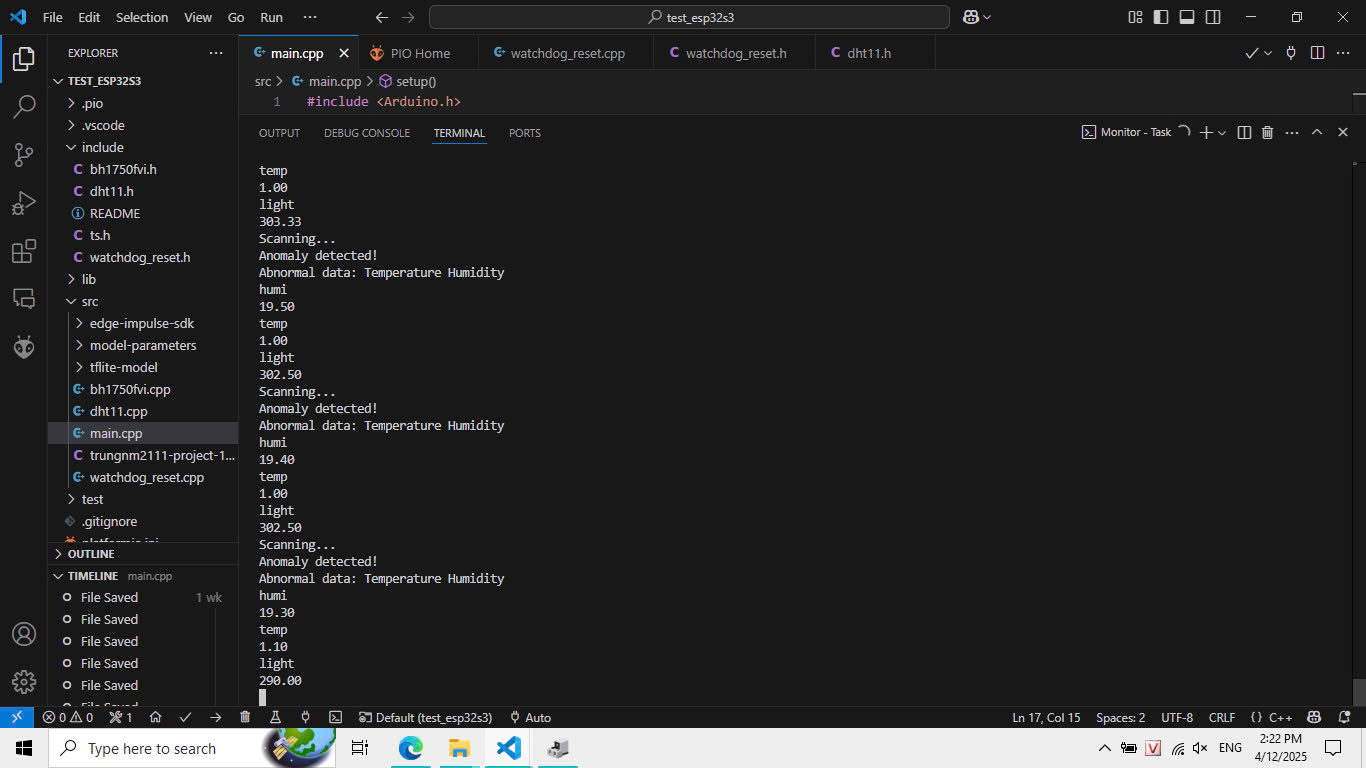 File Edit Selection View Go Run ··· test_esp32s3
EXPLORER ···
TEST_ESP32S3
.pio
.vscode
include
bh1750fvi.h
dht11.h
README
ts.h
watchdog_reset.h
lib
src
edge-impulse-sdk
model-parameters
tflite-model
bh1750fvi.cpp
dht11.cpp
main.cpp
trungnm2111-project-1...
watchdog_reset.cpp
test
.gitignore
platformio.ini
OUTLINE
TIMELINE main.cpp
File Saved 1 wk
File Saved
File Saved
File Saved
File Saved
File Saved
main.cpp PIO Home watchdog_reset.cpp watchdog_reset.h dht11.h
src > main.cpp > setup()
1 #include <Arduino.h>
OUTPUT DEBUG CONSOLE TERMINAL PORTS Monitor - Task
temp
1.00
light
303.33
Scanning...
Anomaly detected!
Abnormal data: Temperature Humidity
humi
19.50
temp
1.00
light
302.50
Scanning...
Anomaly detected!
Abnormal data: Temperature Humidity
humi
19.40
temp
1.00
light
302.50
Scanning...
Anomaly detected!
Abnormal data: Temperature Humidity
humi
19.30
temp
1.10
light
290.00
0 0 1 Default (test_esp32s3) Auto Ln 17, Col 15 Spaces: 2 UTF-8 CRLF {} C++
Type here to search V ENG 2:22 PM
4/12/2025